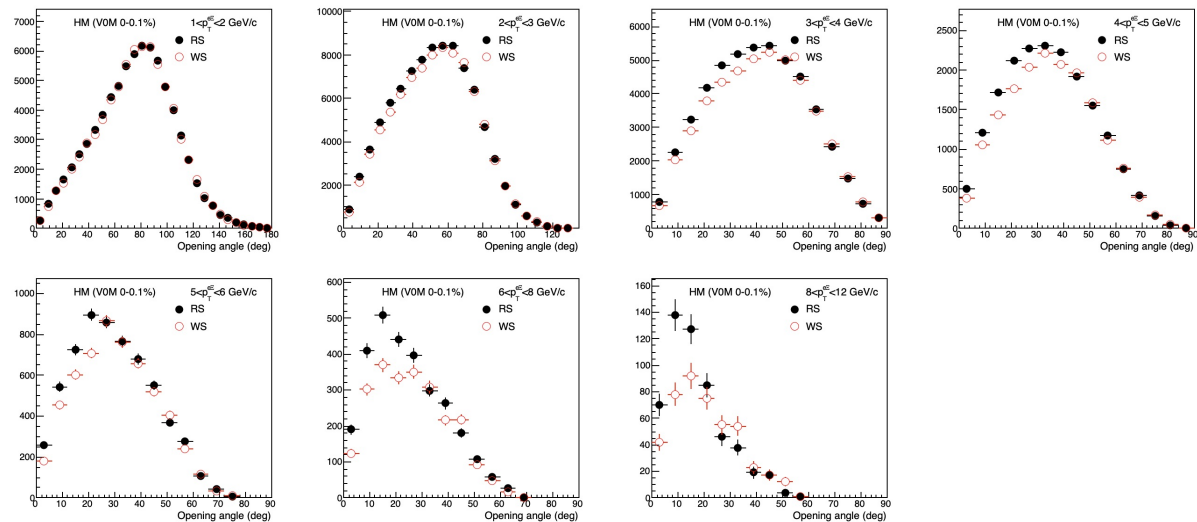 HM (V0M 0-0.1%) 1<p_T^eΞ<2 GeV/c
RS
WS
7000
6000
5000
4000
3000
2000
1000
0
0 20 40 60 80 100 120 140 160 180
Opening angle (deg)
HM (V0M 0-0.1%) 2<p_T^eΞ<3 GeV/c
RS
WS
10000
8000
6000
4000
2000
0
0 20 40 60 80 100 120
Opening angle (deg)
HM (V0M 0-0.1%) 3<p_T^eΞ<4 GeV/c
RS
WS
6000
5000
4000
3000
2000
1000
0
0 10 20 30 40 50 60 70 80 90
Opening angle (deg)
HM (V0M 0-0.1%) 4<p_T^eΞ<5 GeV/c
RS
WS
2500
2000
1500
1000
500
0
0 10 20 30 40 50 60 70 80 90
Opening angle (deg)
HM (V0M 0-0.1%) 5<p_T^eΞ<6 GeV/c
RS
WS
1000
800
600
400
200
0
0 10 20 30 40 50 60 70 80 90
Opening angle (deg)
HM (V0M 0-0.1%) 6<p_T^eΞ<8 GeV/c
RS
WS
600
500
400
300
200
100
0
0 10 20 30 40 50 60 70 80 90
Opening angle (deg)
HM (V0M 0-0.1%) 8<p_T^eΞ<12 GeV/c
RS
WS
160
140
120
100
80
60
40
20
0
0 10 20 30 40 50 60 70 80 90
Opening angle (deg)